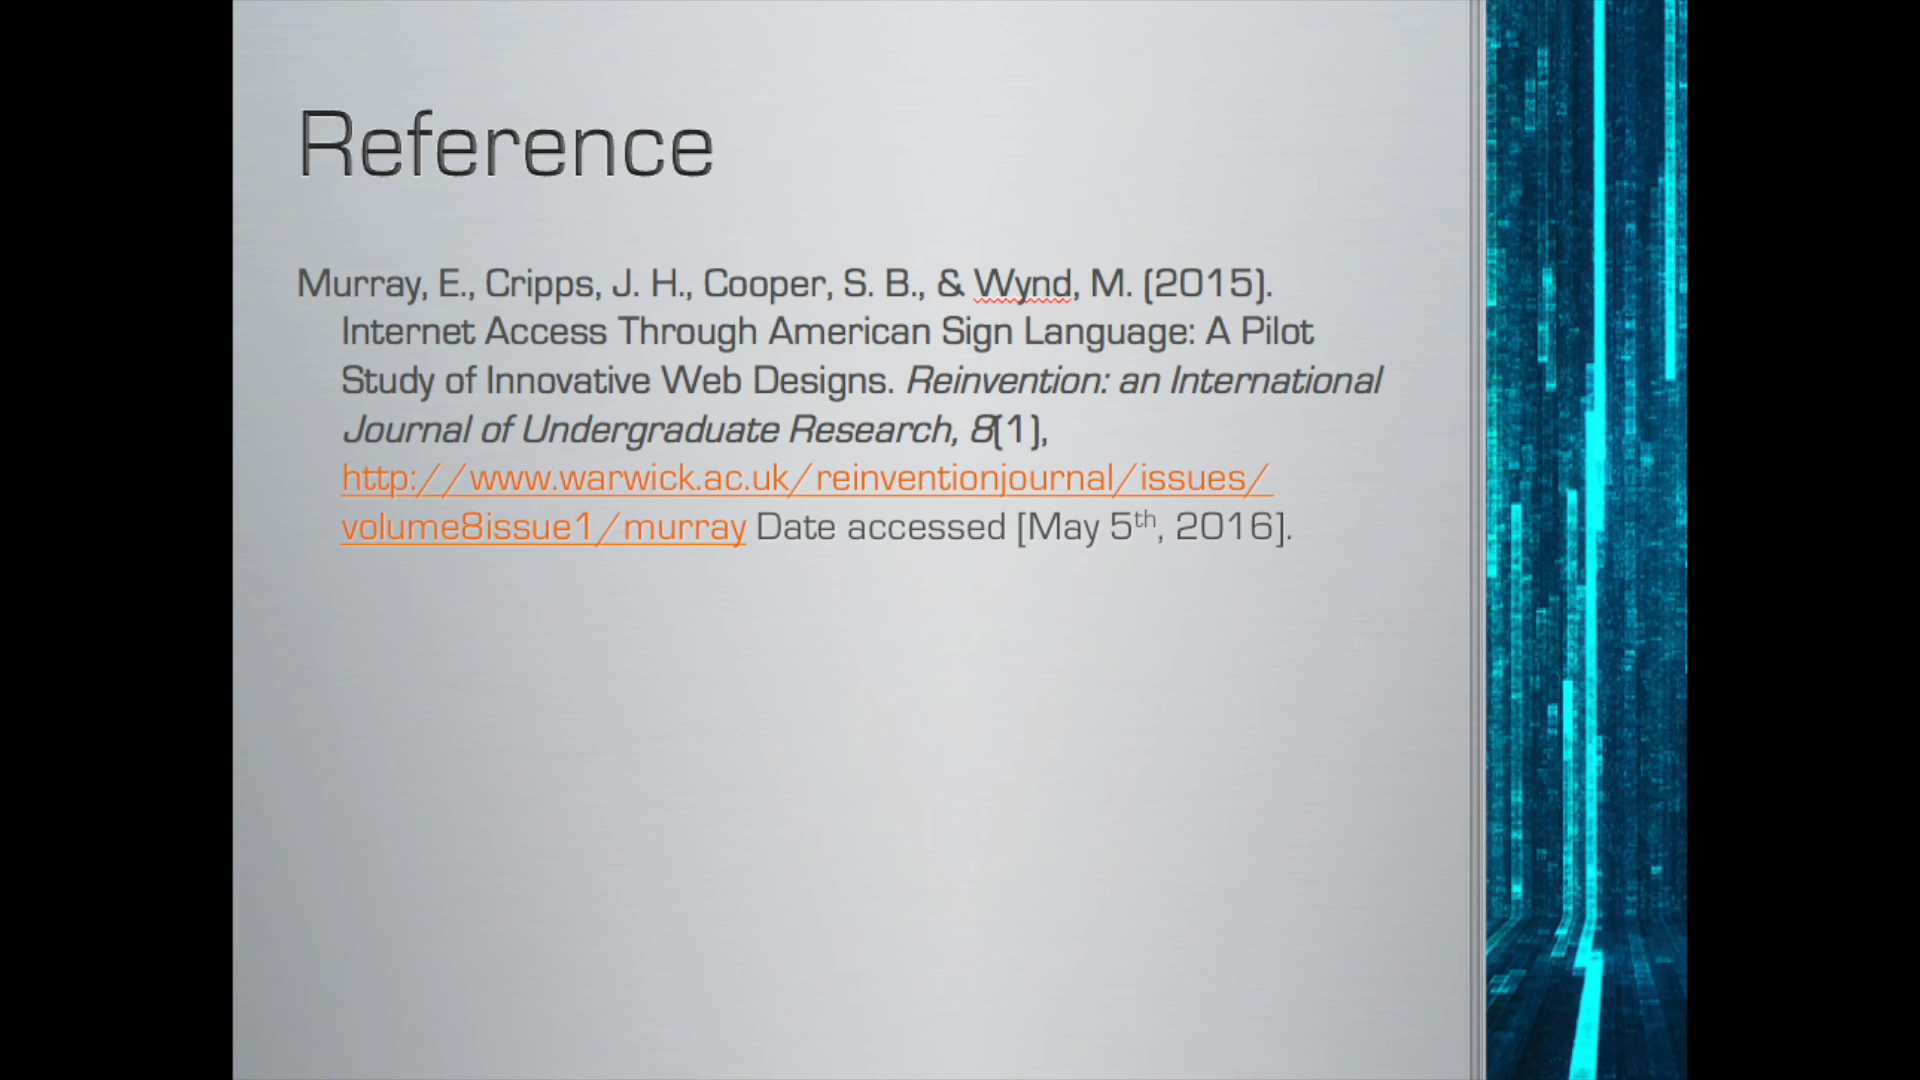 Reference
Murray, E., Cripps, J. H., Cooper, S. B., & Wynd, M. (2015).
Internet Access Through American Sign Language: A Pilot
Study of Innovative Web Designs. Reinvention: an International
Journal of Undergraduate Research, 8(1),
http://www.warwick.ac.uk/reinventionjournal/issues/
volume8issue1/murray Date accessed [May 5th, 2016].